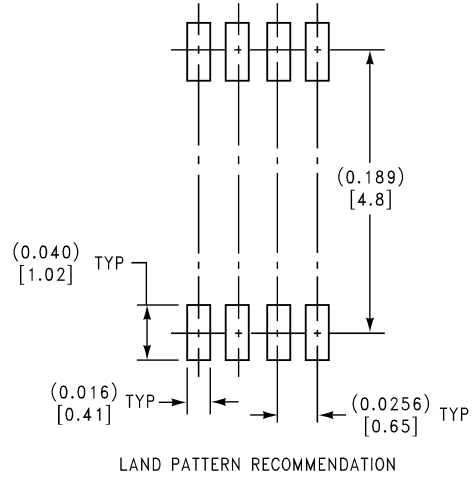 (0.189)
[4.8]
(0.040)
[1.02] TYP
(0.016)
[0.41] TYP
(0.0256)
[0.65] TYP
LAND PATTERN RECOMMENDATION